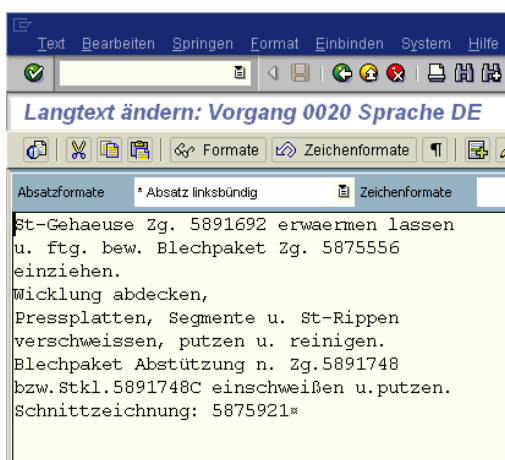 Text Bearbeiten Springen Format Einbinden System Hilfe
Langtext ändern: Vorgang 0020 Sprache DE
Formate Zeichenformate
Absatzformate * Absatz linksbündig Zeichenformate
St-Gehaeuse Zg. 5891692 erwaermen lassen
u. ftg. bew. Blechpaket Zg. 5875556
einziehen.
Wicklung abdecken,
Pressplatten, Segmente u. St-Rippen
verschweissen, putzen u. reinigen.
Blechpaket Abstützung n. Zg.5891748
bzw.Stkl.5891748C einschweißen u.putzen.
Schnittzeichnung: 5875921¤